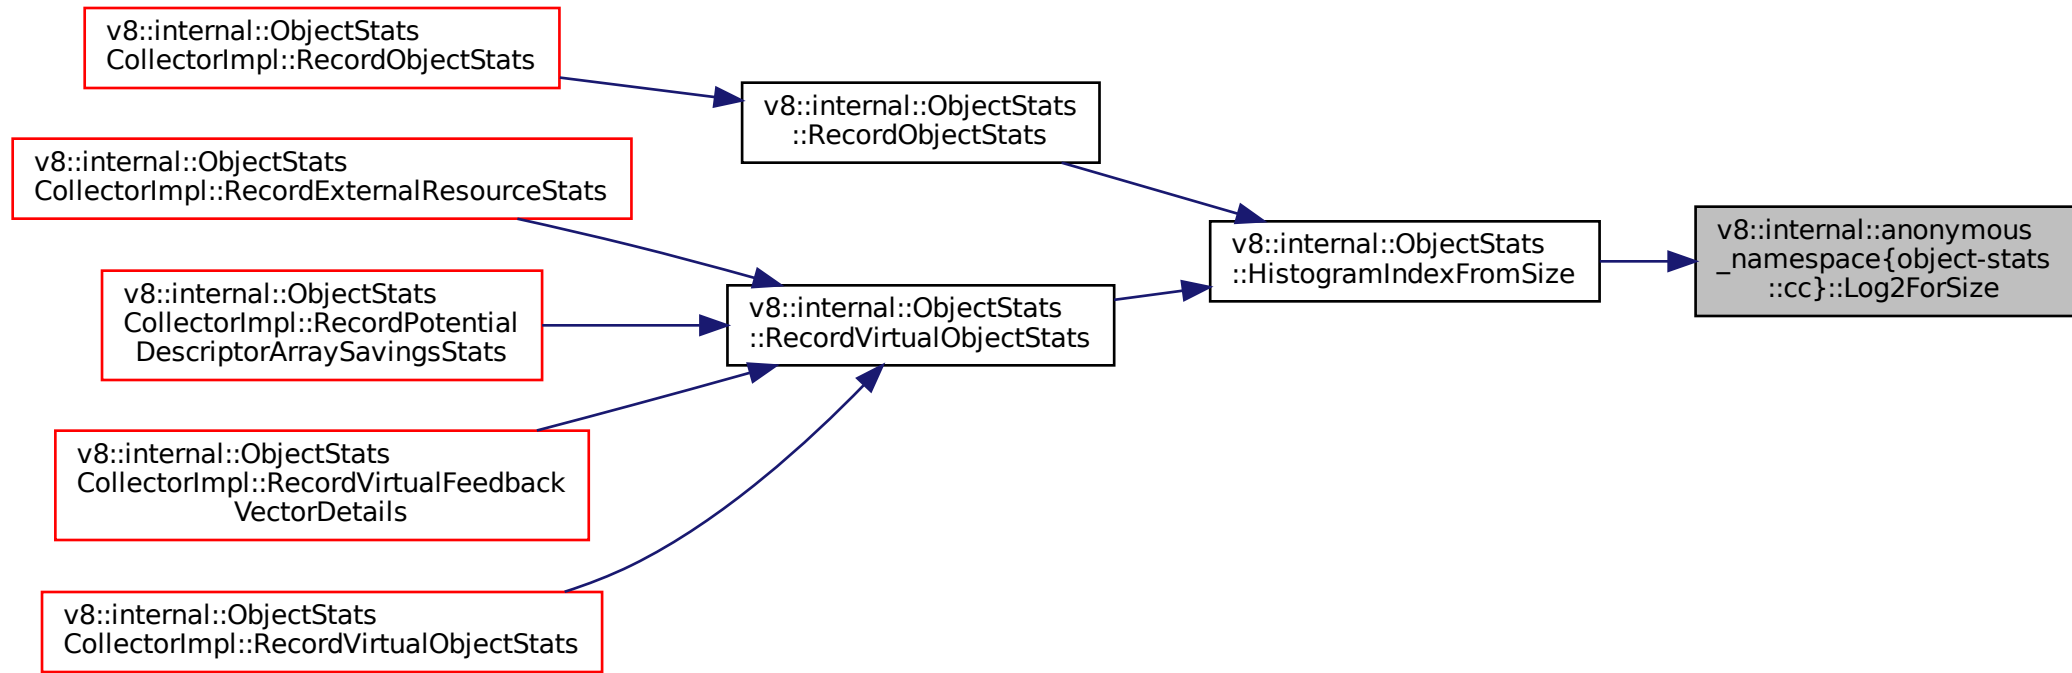 v8::internal::ObjectStats
CollectorImpl::RecordObjectStats
v8::internal::ObjectStats
CollectorImpl::RecordExternalResourceStats
v8::internal::ObjectStats
CollectorImpl::RecordPotential
DescriptorArraySavingsStats
v8::internal::ObjectStats
CollectorImpl::RecordVirtualFeedback
VectorDetails
v8::internal::ObjectStats
CollectorImpl::RecordVirtualObjectStats
v8::internal::ObjectStats
::RecordObjectStats
v8::internal::ObjectStats
::RecordVirtualObjectStats
v8::internal::ObjectStats
::HistogramIndexFromSize
v8::internal::anonymous
_namespace{object-stats
::cc}::Log2ForSize